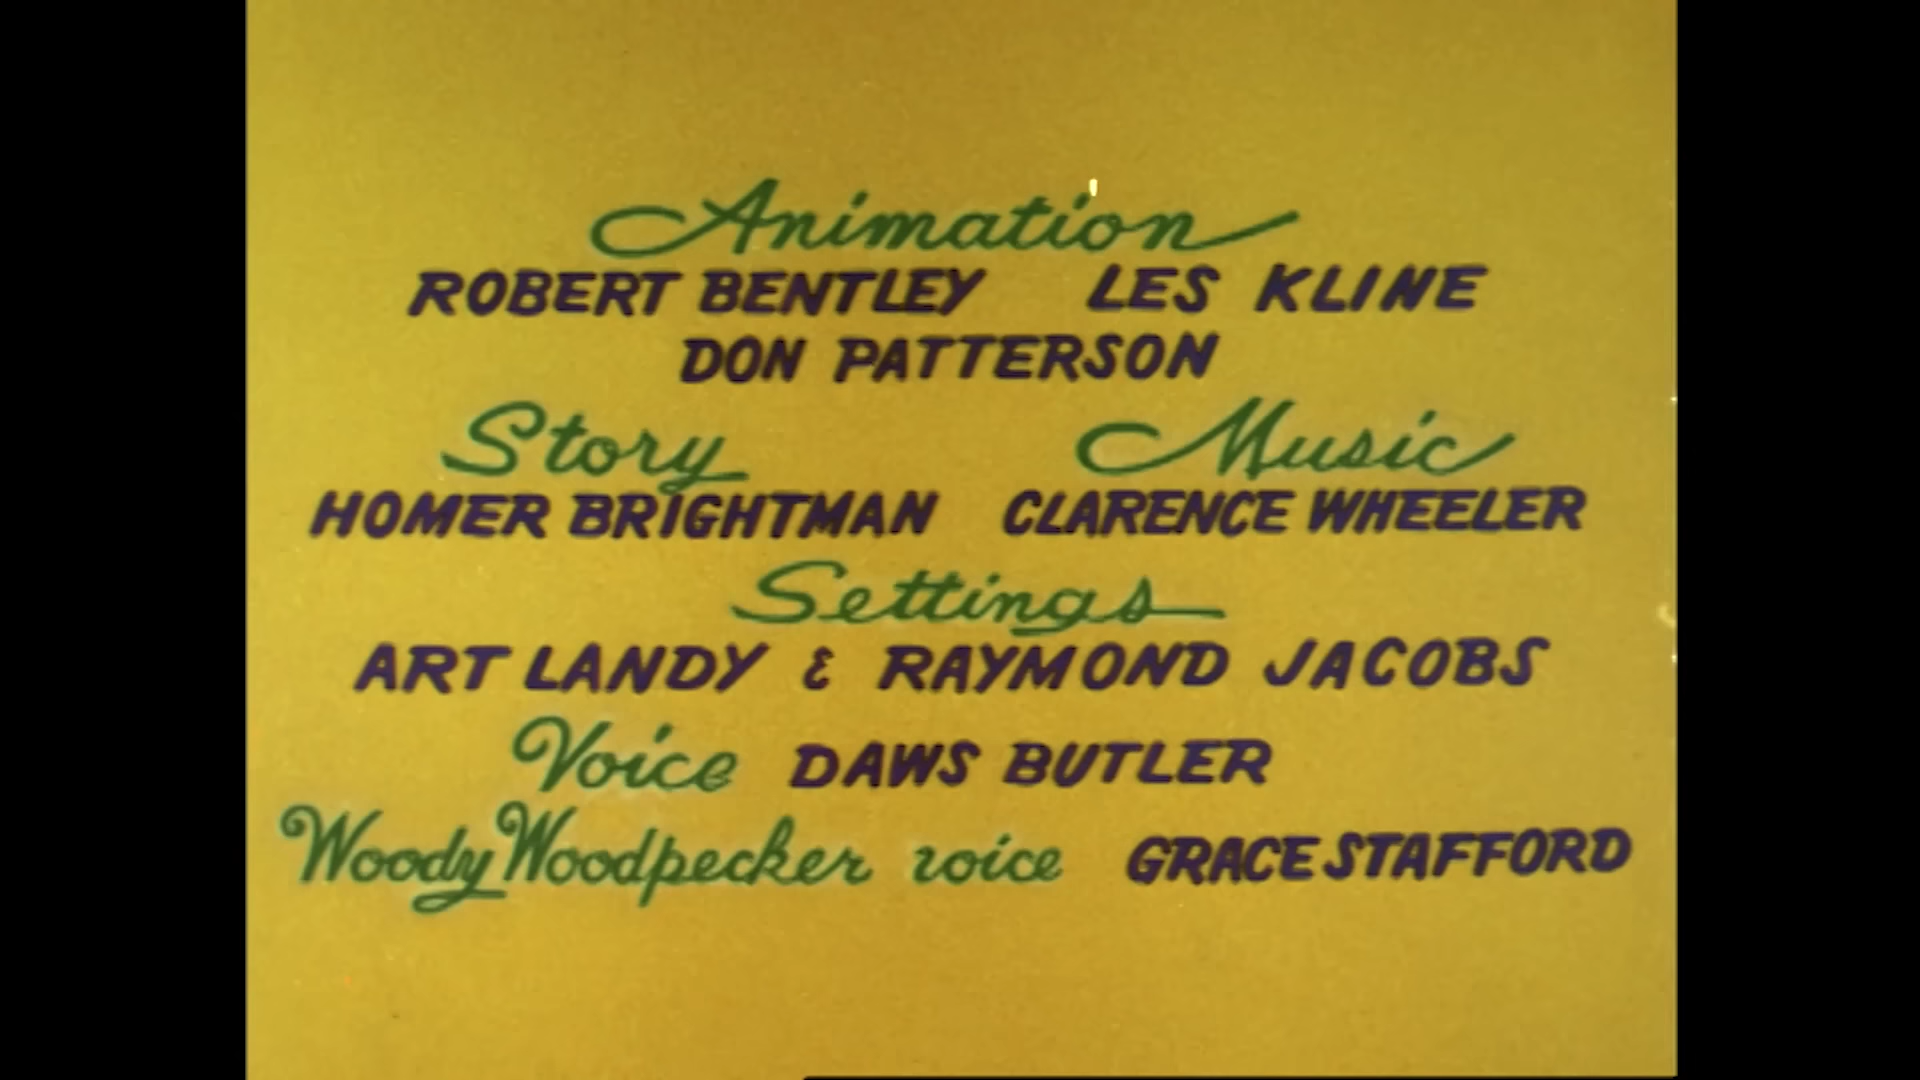 Animation
ROBERT BENTLEY LES KLINE
DON PATTERSON
Story Music
HOMER BRIGHTMAN CLARENCE WHEELER
Settings
ART LANDY & RAYMOND JACOBS
Voice DAWS BUTLER
Woody Woodpecker voice GRACE STAFFORD